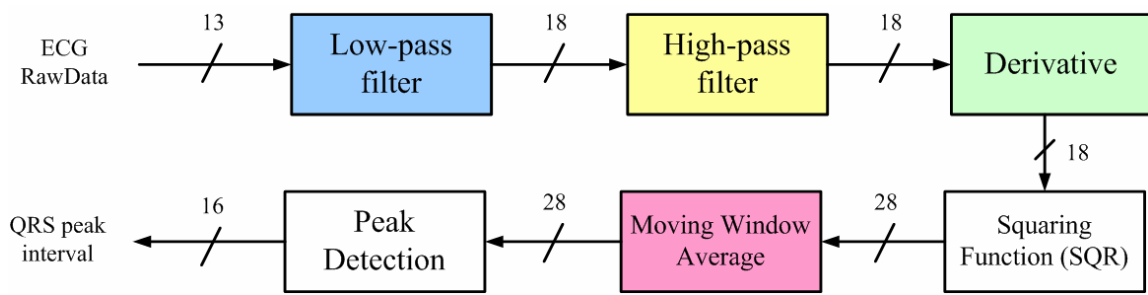 13
18
18
ECG
RawData
Low-pass
filter
High-pass
filter
Derivative
18
16
28
28
QRS peak
interval
Peak
Detection
Moving Window
Average
Squaring
Function (SQR)